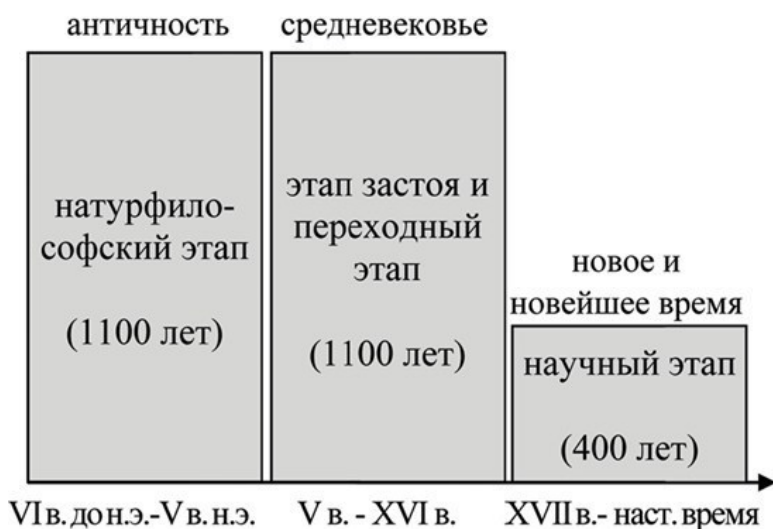 античность
натурфило-
софский этап
(1100 лет)
VI в. до н.э.-V в. н.э.
средневековье
этап застоя и
переходный
этап
(1100 лет)
V в. - XVI в.
новое и
новейшее время
научный этап
(400 лет)
XVII в.- наст. время